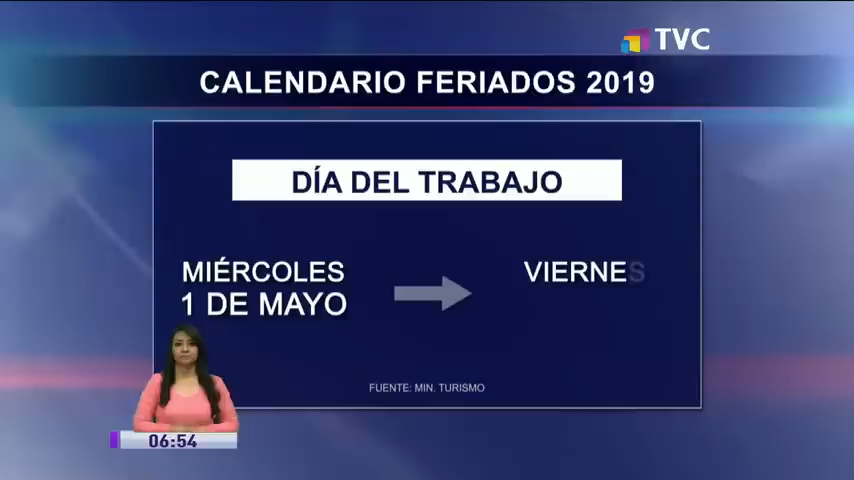 TVC
CALENDARIO FERIADOS 2019
DÍA DEL TRABAJO
MIÉRCOLES
1 DE MAYO
VIERNES
FUENTE: MIN. TURISMO
06:54